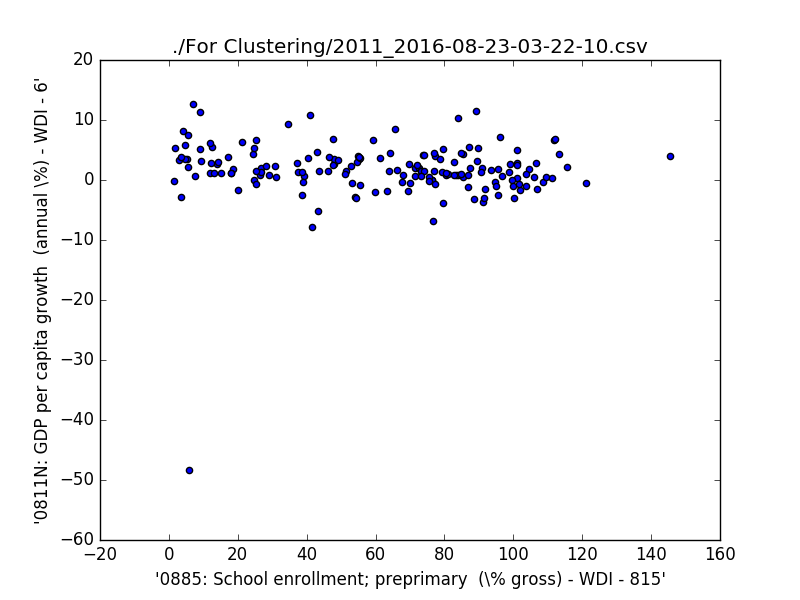 ./For Clustering/2011_2016-08-23-03-22-10.csv
20
10
0
−10
−20
−30
−40
−50
−60
'0811N: GDP per capita growth  (annual \%) - WDI - 6'
−20 0 20 40 60 80 100 120 140 160
'0885: School enrollment; preprimary  (\% gross) - WDI - 815'